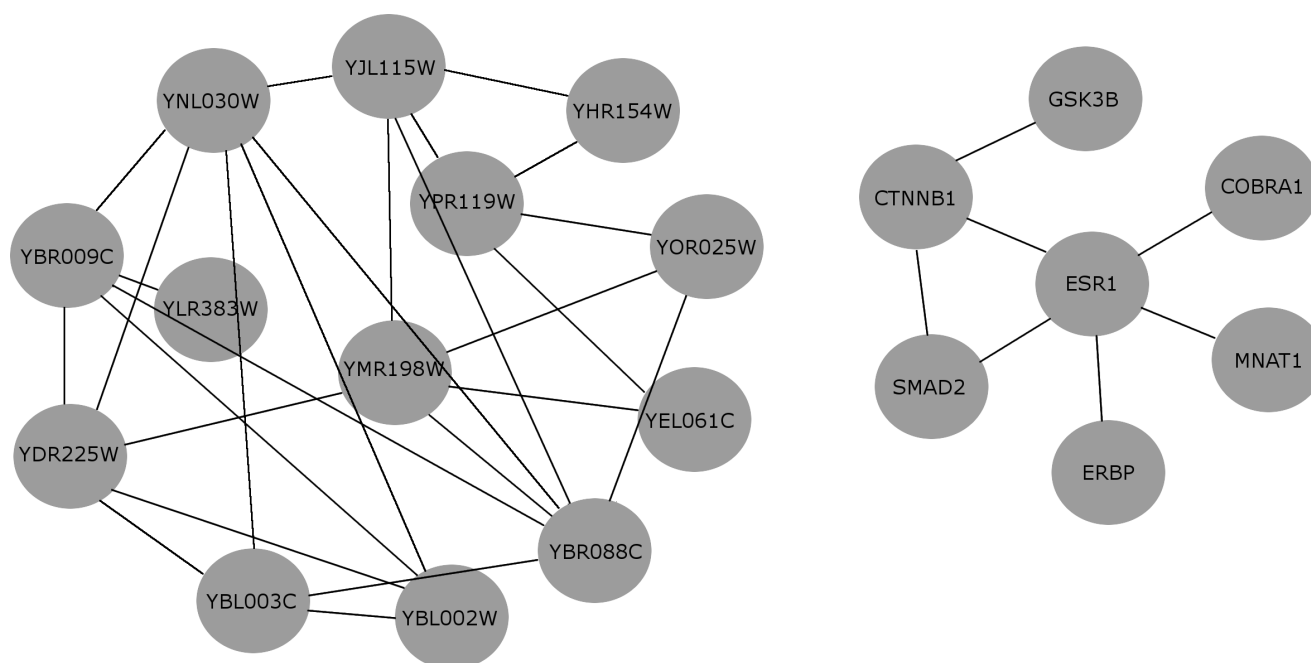 YJL115W
YNL030W
YHR154W
YPR119W
YOR025W
YBR009C
YLR383W
YMR198W
YEL061C
YDR225W
YBR088C
YBL003C
YBL002W
GSK3B
COBRA1
CTNNB1
ESR1
MNAT1
SMAD2
ERBP